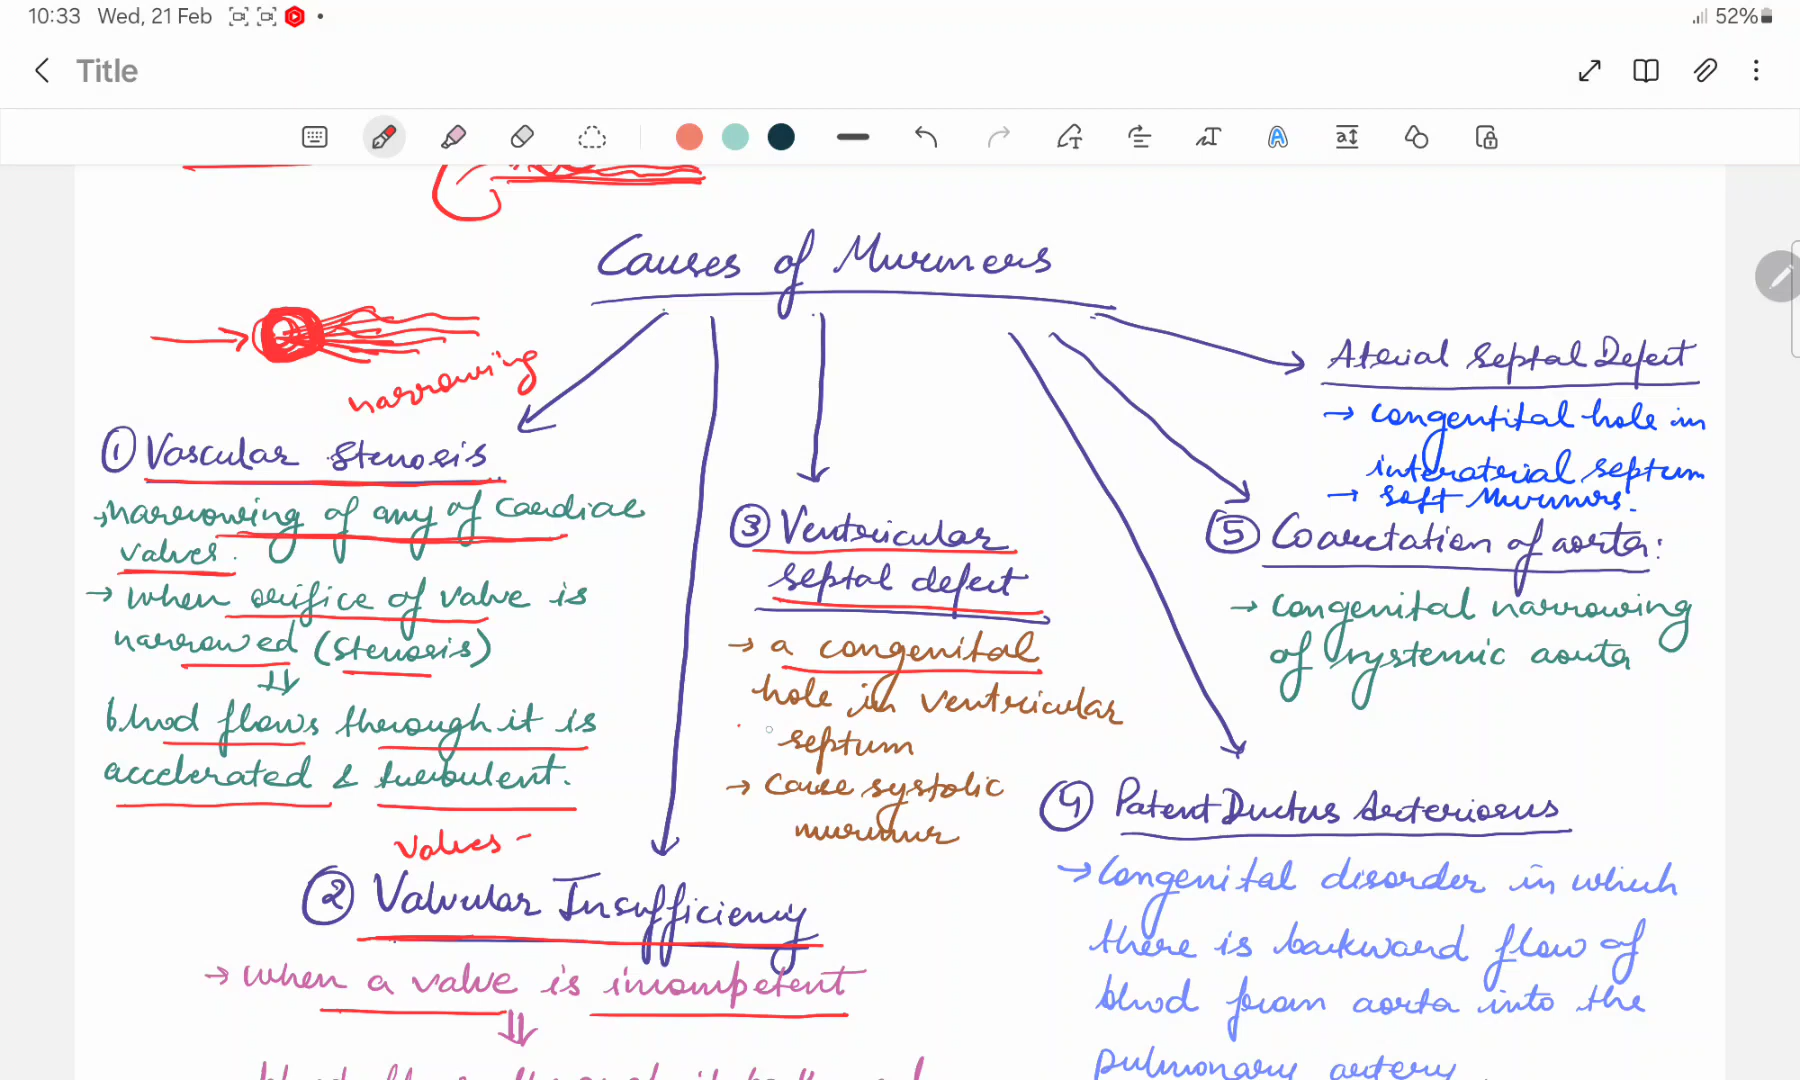 10:33 Wed, 21 Feb
52%
Title
Causes of Murmurs
narrowing
① Vascular Stenosis
→ narrowing of any of Cardiac
valves.
→ when orifice of valve is
narrowed (Stenosis)
blood flows through it is
accelerated & turbulent.
valves -
② Valvular Insufficiency
→ when a valve is incompetent
③ Ventricular
septal defect
→ a congenital
hole in ventricular
septum
→ Cause systolic
murmur
Aterial Septal Defect
→ congentital hole in
interaterial septum
→ soft Murmurs.
⑤ Coarctation of aorta:
→ congenital narrowing
of systemic aorta
④ Patent Ductus Arteriosus
→ Congenital disorder in which
there is backward flow of
blood from aorta into the
pulmonary artery.